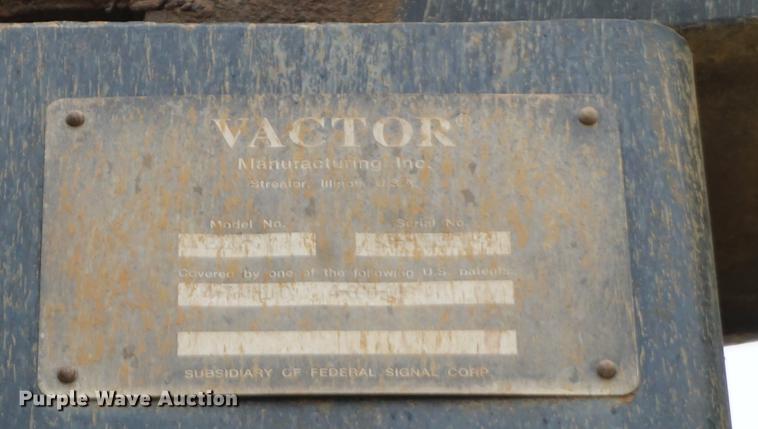 VACTOR®
Manufacturing, Inc.
Streator, Illinois, U.S.A.
Model No. Serial No.
Covered by one of the following U.S. patents:
SUBSIDIARY OF FEDERAL SIGNAL CORP.
Purple Wave Auction